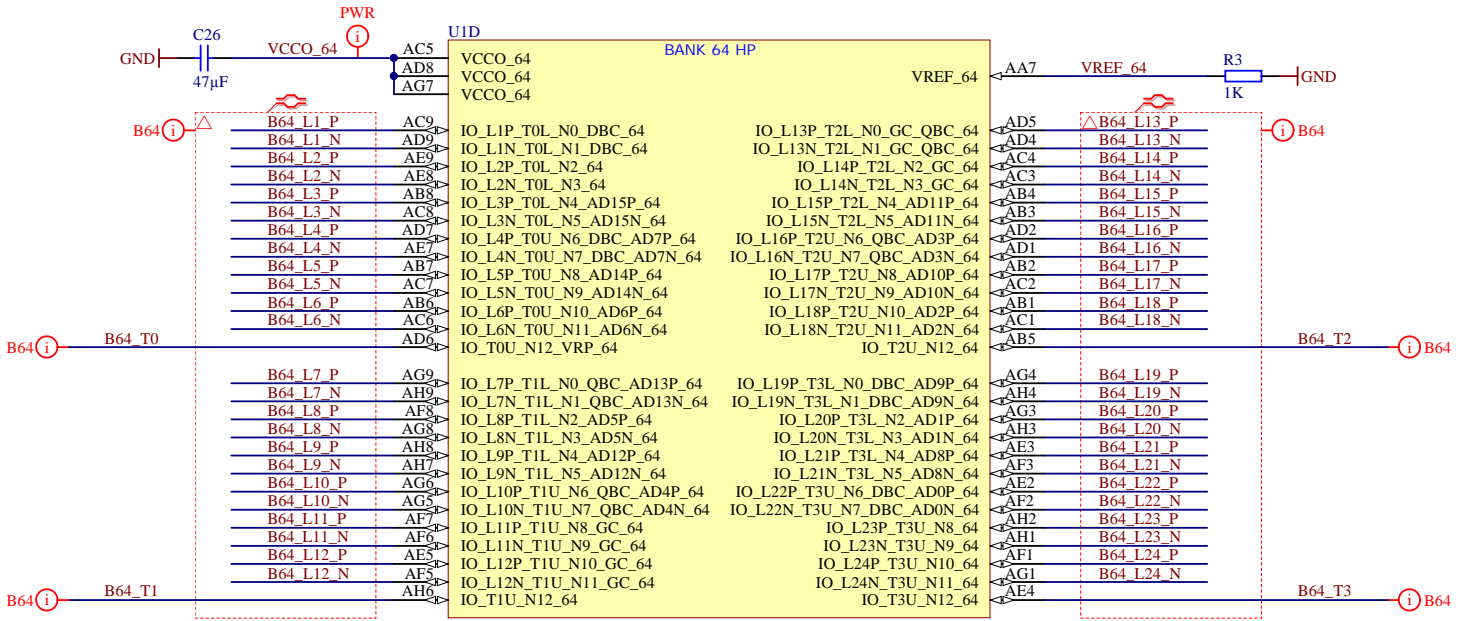 PWR
C26
U1D
BANK 64 HP
GND VCCO_64 AC5 VCCO_64
47µF
R3
AD8 VCCO_64 VREF_64 AA7 VREF_64 GND
1K
AG7 VCCO_64
B64 i B64_L1_P AC9 IO_L1P_T0L_N0_DBC_64 IO_L13P_T2L_N0_GC_QBC_64 AD5 B64_L13_P i B64
B64_L1_N AD9 IO_L1N_T0L_N1_DBC_64 IO_L13N_T2L_N1_GC_QBC_64 AD4 B64_L13_N
B64_L2_P AE9 IO_L2P_T0L_N2_64 IO_L14P_T2L_N2_GC_64 AC4 B64_L14_P
B64_L2_N AE8 IO_L2N_T0L_N3_64 IO_L14N_T2L_N3_GC_64 AC3 B64_L14_N
B64_L3_P AB8 IO_L3P_T0L_N4_AD15P_64 IO_L15P_T2L_N4_AD11P_64 AB4 B64_L15_P
B64_L3_N AC8 IO_L3N_T0L_N5_AD15N_64 IO_L15N_T2L_N5_AD11N_64 AB3 B64_L15_N
B64_L4_P AD7 IO_L4P_T0U_N6_DBC_AD7P_64 IO_L16P_T2U_N6_QBC_AD3P_64 AD2 B64_L16_P
B64_L4_N AE7 IO_L4N_T0U_N7_DBC_AD7N_64 IO_L16N_T2U_N7_QBC_AD3N_64 AD1 B64_L16_N
B64_L5_P AB7 IO_L5P_T0U_N8_AD14P_64 IO_L17P_T2U_N8_AD10P_64 AB2 B64_L17_P
B64_L5_N AC7 IO_L5N_T0U_N9_AD14N_64 IO_L17N_T2U_N9_AD10N_64 AC2 B64_L17_N
B64_L6_P AB6 IO_L6P_T0U_N10_AD6P_64 IO_L18P_T2U_N10_AD2P_64 AB1 B64_L18_P
B64_L6_N AC6 IO_L6N_T0U_N11_AD6N_64 IO_L18N_T2U_N11_AD2N_64 AC1 B64_L18_N
B64 i B64_T0 AD6 IO_T0U_N12_VRP_64 IO_T2U_N12_64 AB5 B64_T2 i B64
B64_L7_P AG9 IO_L7P_T1L_N0_QBC_AD13P_64 IO_L19P_T3L_N0_DBC_AD9P_64 AG4 B64_L19_P
B64_L7_N AH9 IO_L7N_T1L_N1_QBC_AD13N_64 IO_L19N_T3L_N1_DBC_AD9N_64 AH4 B64_L19_N
B64_L8_P AF8 IO_L8P_T1L_N2_AD5P_64 IO_L20P_T3L_N2_AD1P_64 AG3 B64_L20_P
B64_L8_N AG8 IO_L8N_T1L_N3_AD5N_64 IO_L20N_T3L_N3_AD1N_64 AH3 B64_L20_N
B64_L9_P AH8 IO_L9P_T1L_N4_AD12P_64 IO_L21P_T3L_N4_AD8P_64 AE3 B64_L21_P
B64_L9_N AH7 IO_L9N_T1L_N5_AD12N_64 IO_L21N_T3L_N5_AD8N_64 AF3 B64_L21_N
B64_L10_P AG6 IO_L10P_T1U_N6_QBC_AD4P_64 IO_L22P_T3U_N6_DBC_AD0P_64 AE2 B64_L22_P
B64_L10_N AG5 IO_L10N_T1U_N7_QBC_AD4N_64 IO_L22N_T3U_N7_DBC_AD0N_64 AF2 B64_L22_N
B64_L11_P AF7 IO_L11P_T1U_N8_GC_64 IO_L23P_T3U_N8_64 AH2 B64_L23_P
B64_L11_N AF6 IO_L11N_T1U_N9_GC_64 IO_L23N_T3U_N9_64 AH1 B64_L23_N
B64_L12_P AE5 IO_L12P_T1U_N10_GC_64 IO_L24P_T3U_N10_64 AF1 B64_L24_P
B64_L12_N AF5 IO_L12N_T1U_N11_GC_64 IO_L24N_T3U_N11_64 AG1 B64_L24_N
B64 i B64_T1 AH6 IO_T1U_N12_64 IO_T3U_N12_64 AE4 B64_T3 i B64